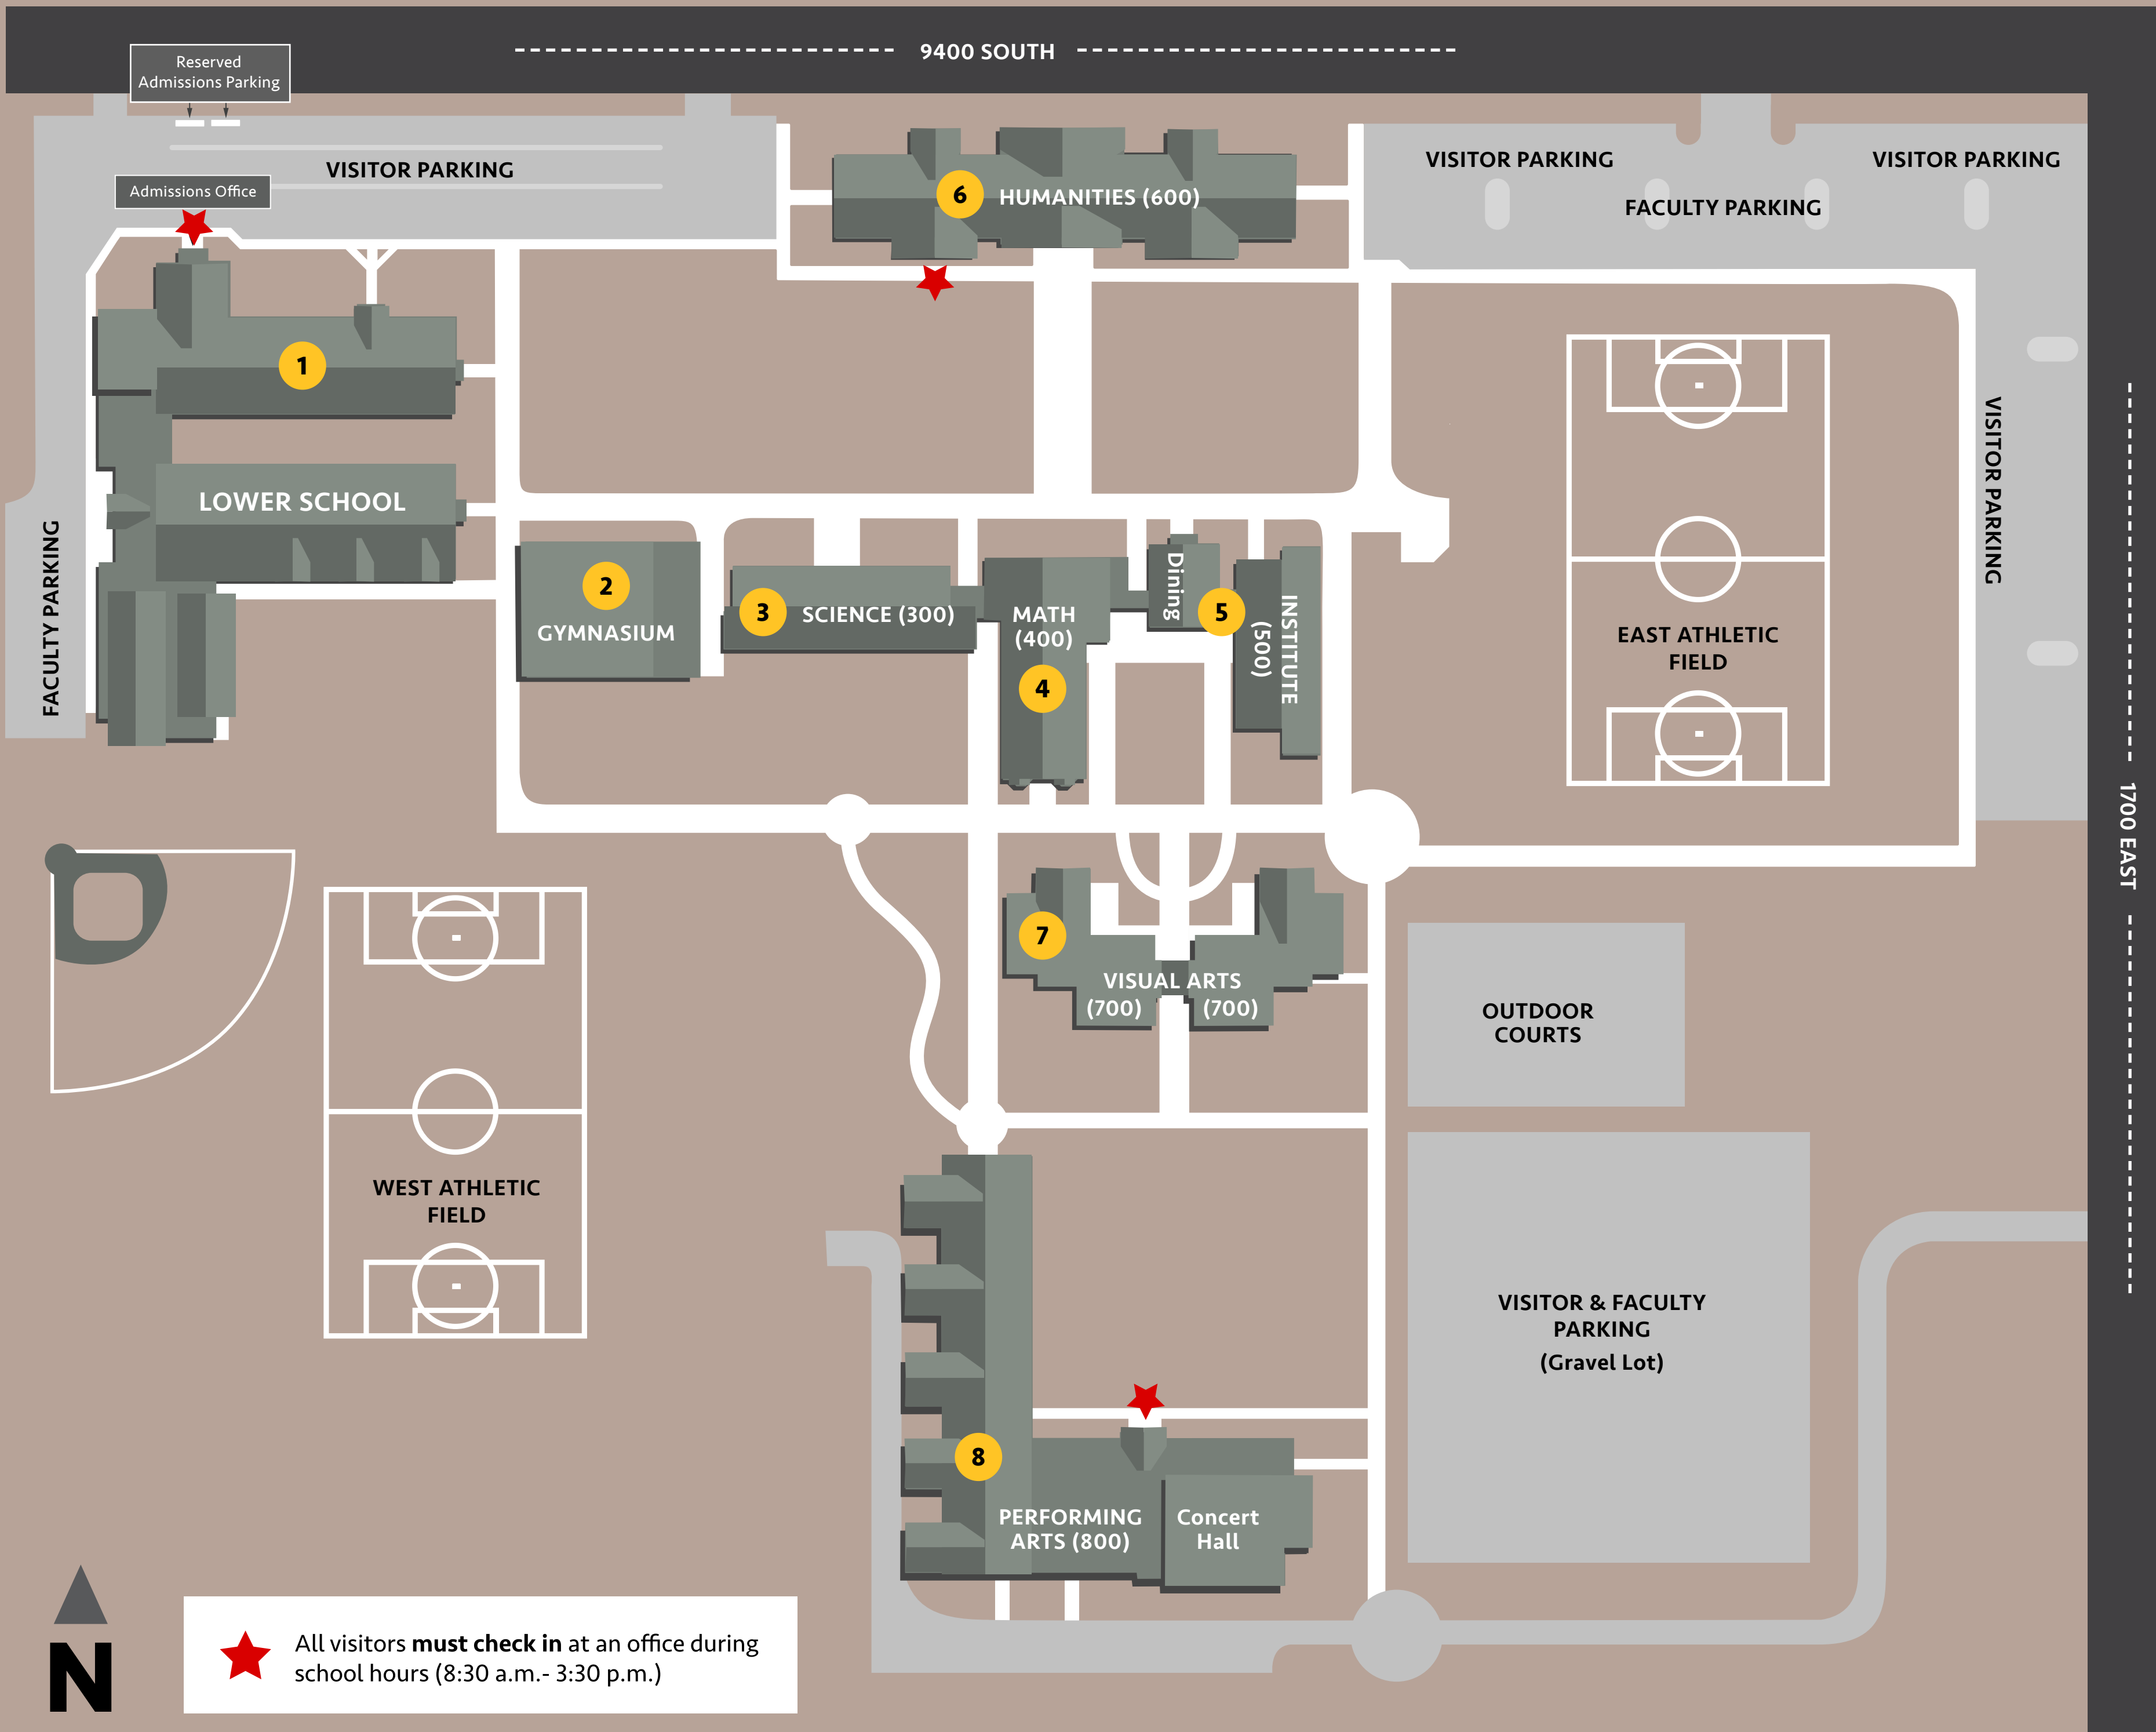 9400 SOUTH
Reserved
Admissions Parking
VISITOR PARKING
Admissions Office
6
HUMANITIES (600)
VISITOR PARKING
VISITOR PARKING
FACULTY PARKING
1
LOWER SCHOOL
FACULTY PARKING
2
GYMNASIUM
3
SCIENCE (300)
MATH
(400)
4
Dining
5
INSTITUTE
(500)
EAST ATHLETIC
FIELD
VISITOR PARKING
1700 EAST
7
VISUAL ARTS
(700)
(700)
OUTDOOR
COURTS
WEST ATHLETIC
FIELD
VISITOR & FACULTY
PARKING
(Gravel Lot)
8
PERFORMING
ARTS (800)
Concert
Hall
N
All visitors must check in at an office during
school hours (8:30 a.m.- 3:30 p.m.)